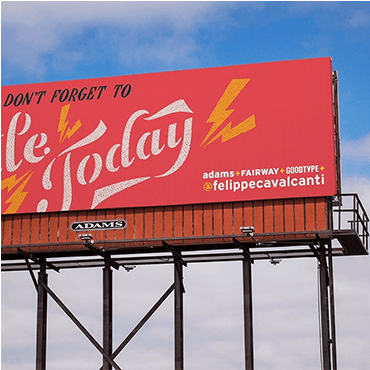 DON'T FORGET TO
le. Today
adams + FAIRWAY + GOODTYPE +
@felippecavalcanti
ADAMS